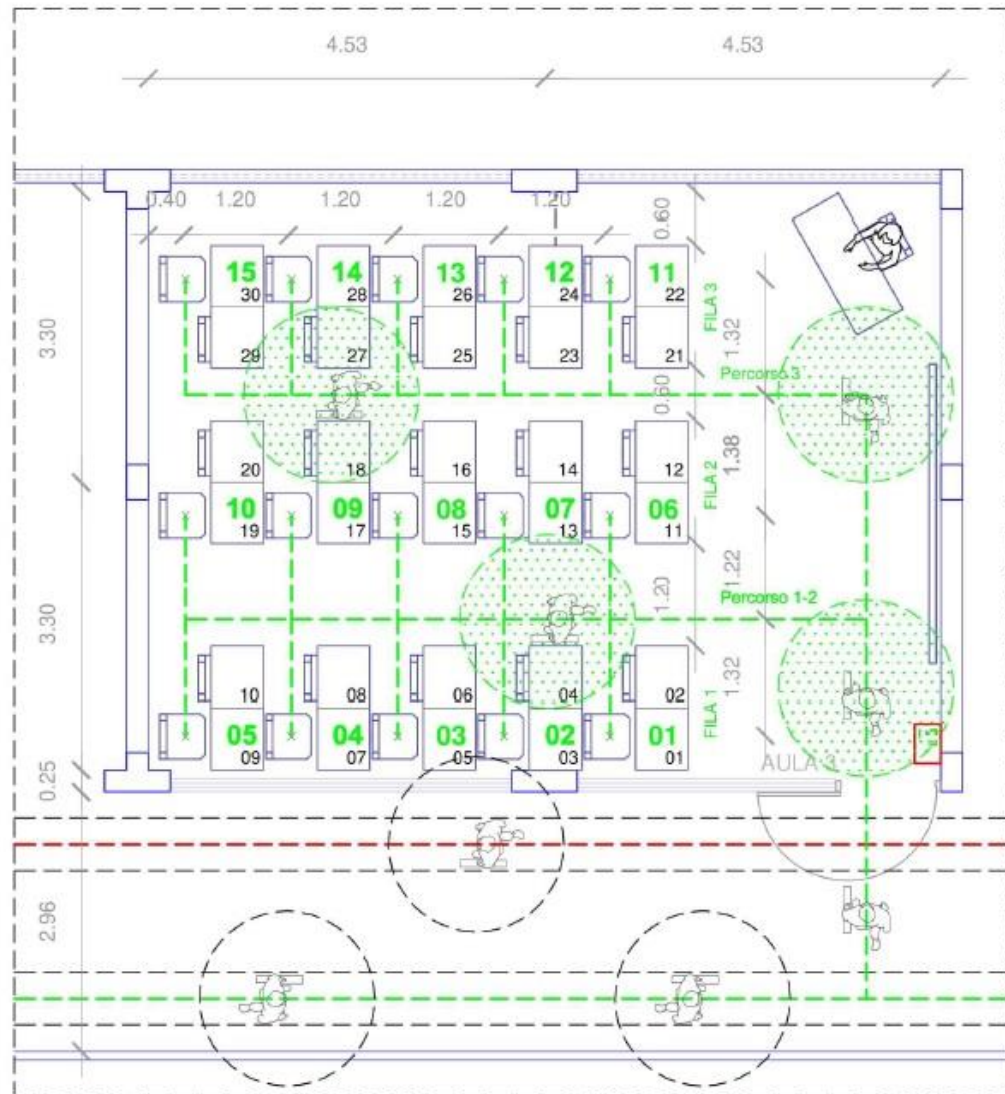 4.53 4.53
0.40 1.20 1.20 1.20 1.20
0.60
15 14 13 12 11
30 28 26 24 22
FILA 3
3.30
1.32
29 27 25 23 21
Percorso 3
0.60
20 18 16 14 12
1.38
FILA 2
10 09 08 07 06
19 17 15 13 11
1.22
1.20
Percorso 1-2
3.30
1.32
10 08 06 04 02
FILA 1
05 04 03 02 01
09 07 05 03 01
AULA 3
0.25
2.96